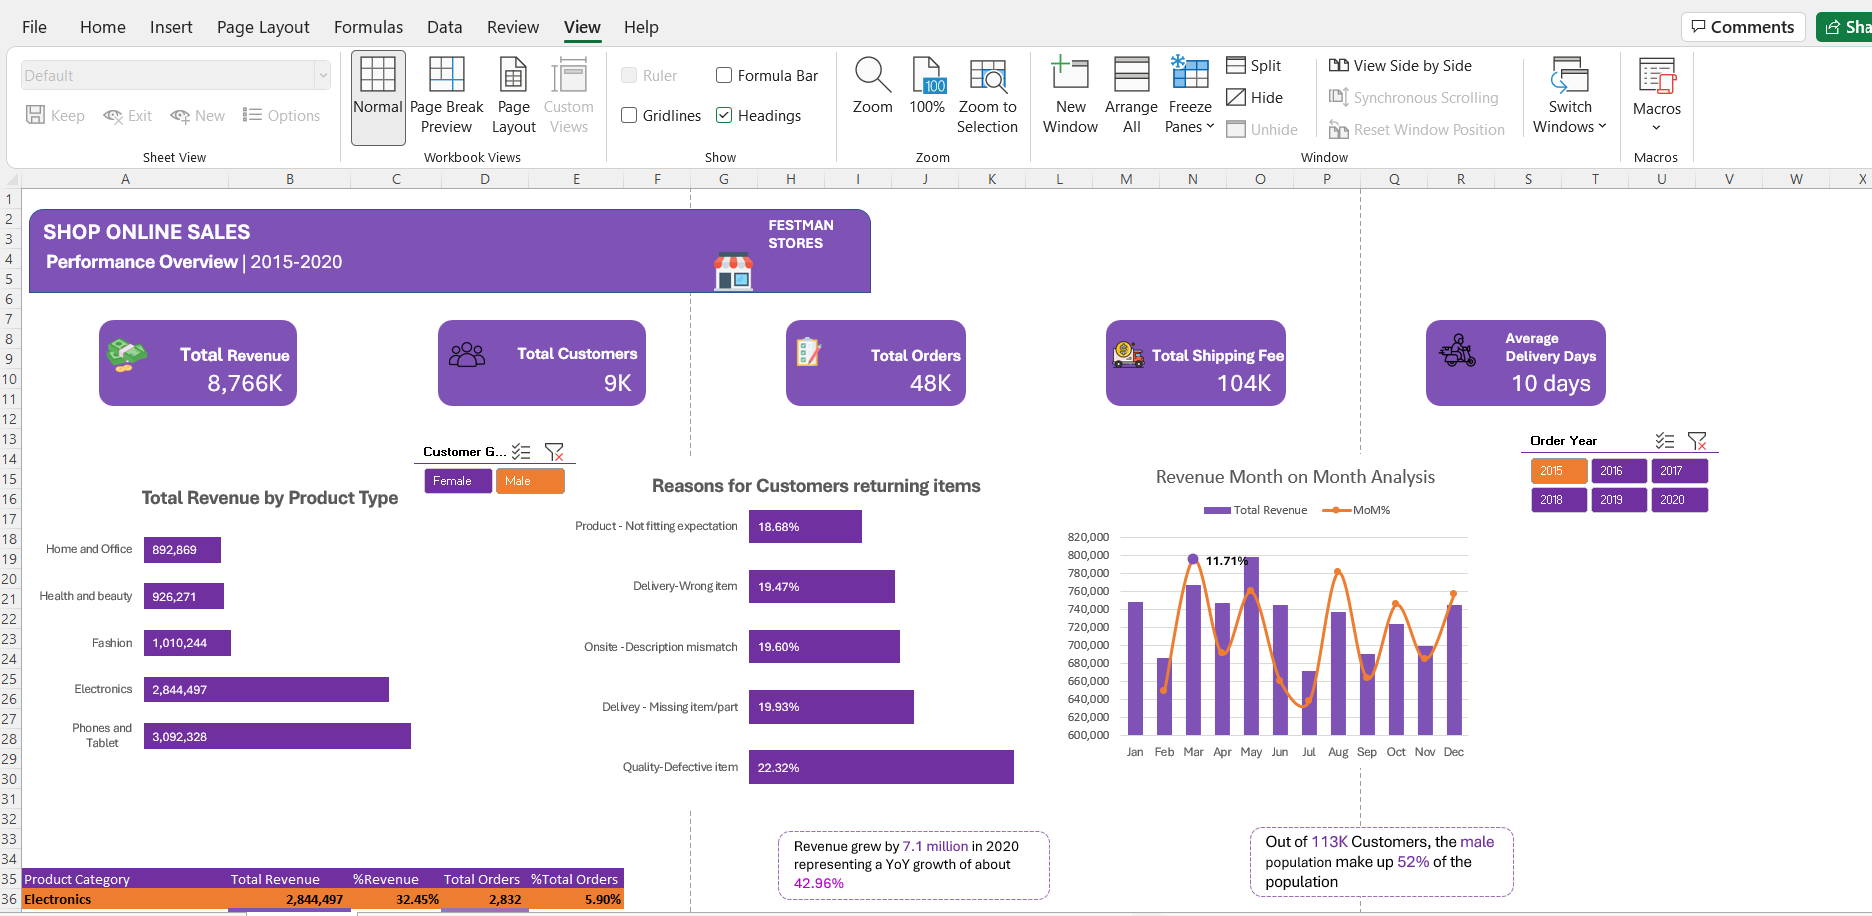 File Home Insert Page Layout Formulas Data Review View Help
Comments
Default
Keep Exit New Options
Sheet View
Normal
Page Break Preview
Page Layout
Custom Views
Workbook Views
Ruler Formula Bar
Gridlines Headings
Show
Zoom
100
100%
Zoom to Selection
Zoom
New Window
Arrange All
Freeze Panes
Split
Hide
Unhide
View Side by Side
Synchronous Scrolling
Reset Window Position
Window
Switch Windows
Macros
Macros
A B C D E F G H I J K L M N O P Q R S T U V W X
1
2
3
4
5
6
7
8
9
10
11
12
13
14
15
16
17
18
19
20
21
22
23
24
25
26
27
28
29
30
31
32
33
34
35
36
SHOP ONLINE SALES
Performance Overview | 2015-2020
FESTMAN
STORES
Total Revenue
8,766K
Total Customers
9K
Total Orders
48K
Total Shipping Fee
104K
Average
Delivery Days
10 days
Customer G...
Female Male
Order Year
2015 2016 2017
2018 2019 2020
Total Revenue by Product Type
Home and Office 892,869
Health and beauty 926,271
Fashion 1,010,244
Electronics 2,844,497
Phones and Tablet 3,092,328
Reasons for Customers returning items
Product - Not fitting expectation 18.68%
Delivery-Wrong item 19.47%
Onsite -Description mismatch 19.60%
Delivey - Missing item/part 19.93%
Quality-Defective item 22.32%
Revenue Month on Month Analysis
Total Revenue MoM%
820,000
800,000
780,000
760,000
740,000
720,000
700,000
680,000
660,000
640,000
620,000
600,000
11.71%
Jan Feb Mar Apr May Jun Jul Aug Sep Oct Nov Dec
Revenue grew by 7.1 million in 2020
representing a YoY growth of about
42.96%
Out of 113K Customers, the male
population make up 52% of the
population
Product Category Total Revenue %Revenue Total Orders %Total Orders
Electronics 2,844,497 32.45% 2,832 5.90%